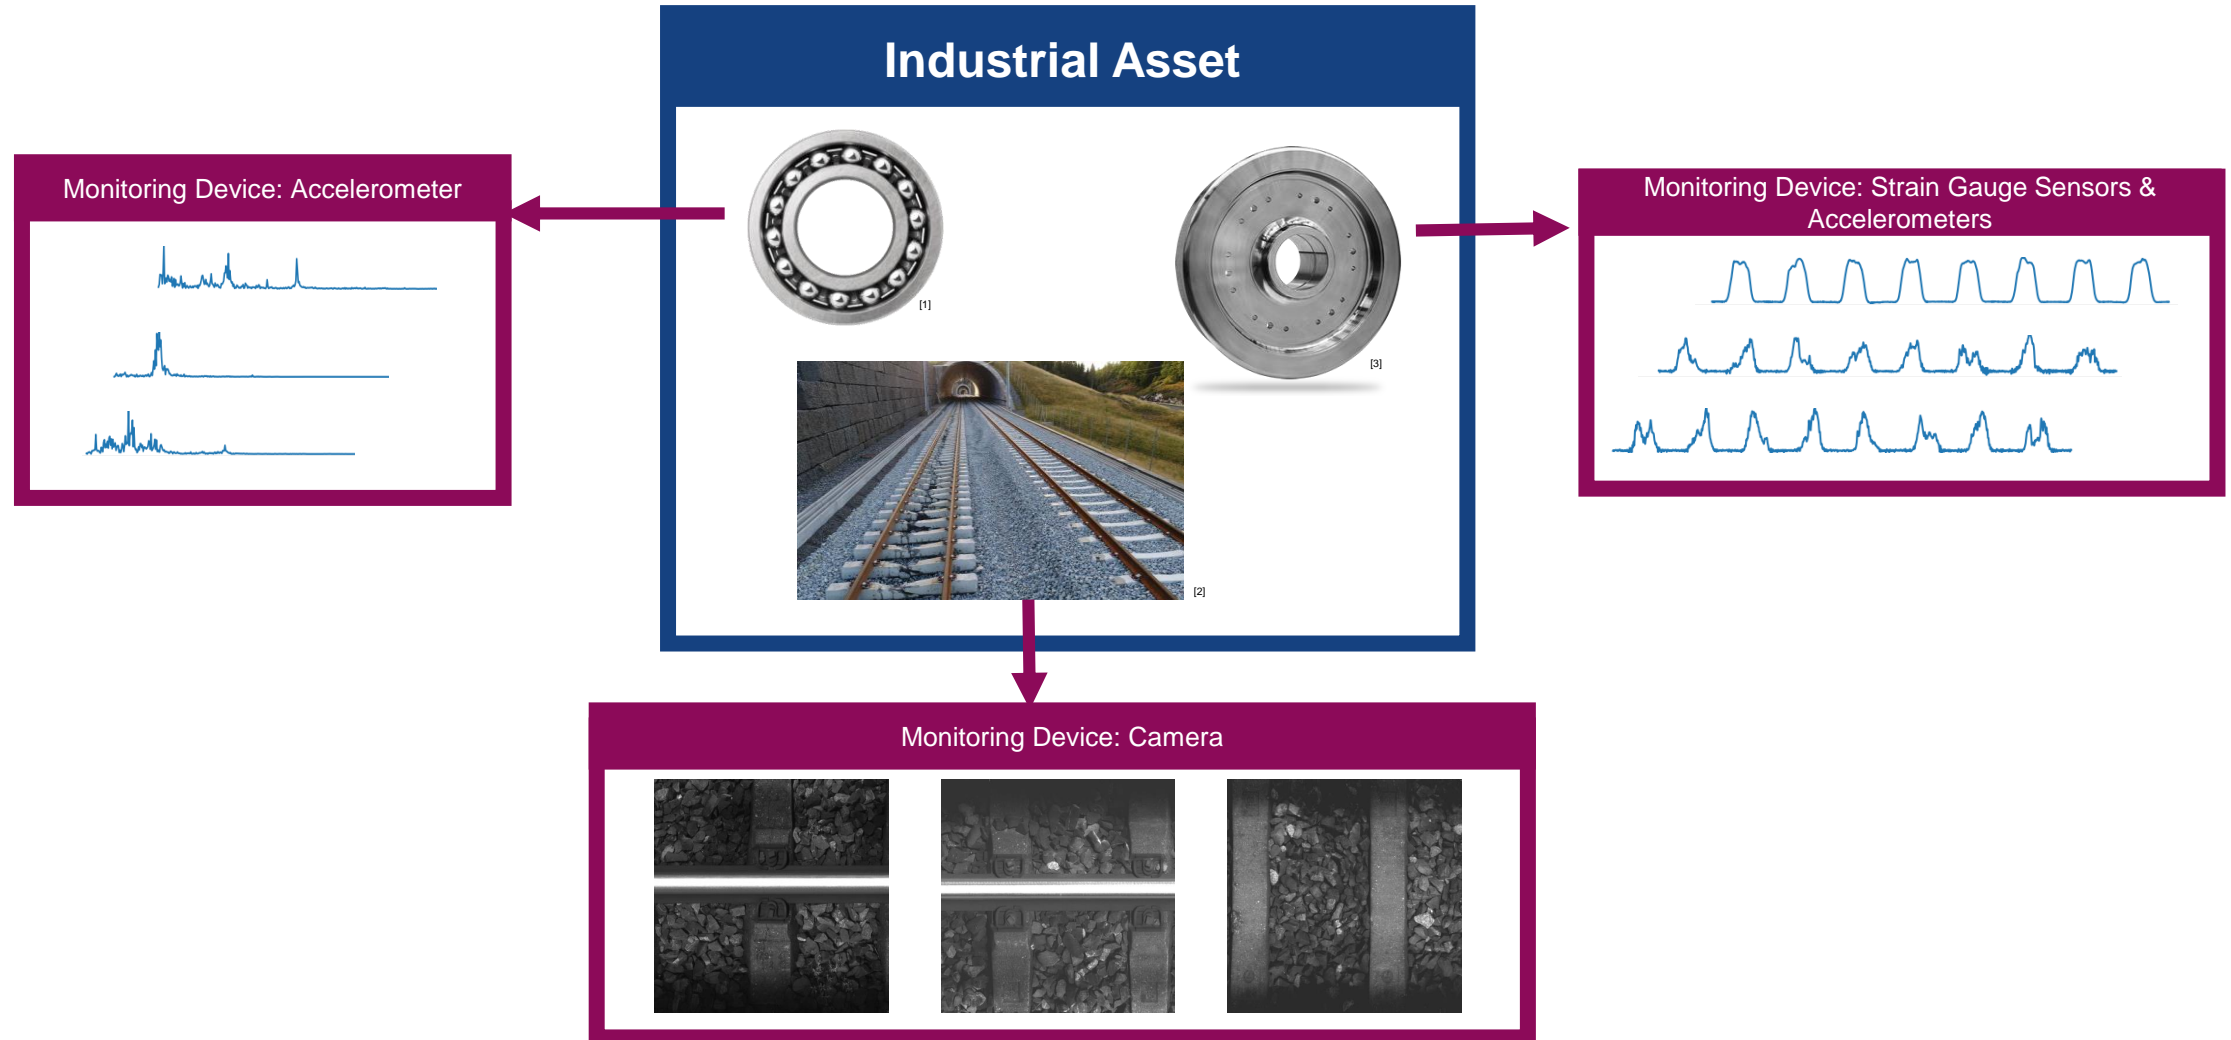 Industrial Asset
Monitoring Device: Accelerometer
Monitoring Device: Strain Gauge Sensors &
Accelerometers
[1]
[3]
[2]
Monitoring Device: Camera